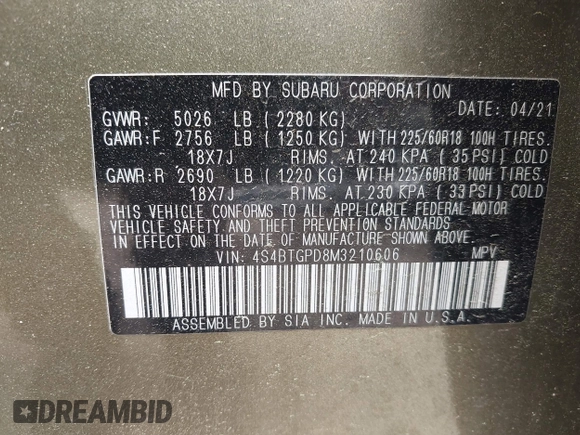 MFD BY SUBARU CORPORATION
DATE: 04/21
GVWR: 5026 LB ( 2280 KG)
GAWR:F 2756 LB ( 1250 KG) WITH 225/60R18 100H TIRES.
18X7J RIMS. AT 240 KPA ( 35 PSI) COLD
GAWR:R 2690 LB ( 1220 KG) WITH 225/60R18 100H TIRES.
18X7J RIMS. AT 230 KPA ( 33 PSI) COLD
THIS VEHICLE CONFORMS TO ALL APPLICABLE FEDERAL MOTOR
VEHICLE SAFETY AND THEFT PREVENTION STANDARDS
IN EFFECT ON THE DATE OF MANUFACTURE SHOWN ABOVE.
VIN: 4S4BTGPD8M3210606 MPV
ASSEMBLED BY SIA INC. MADE IN U.S.A.
DREAMBID